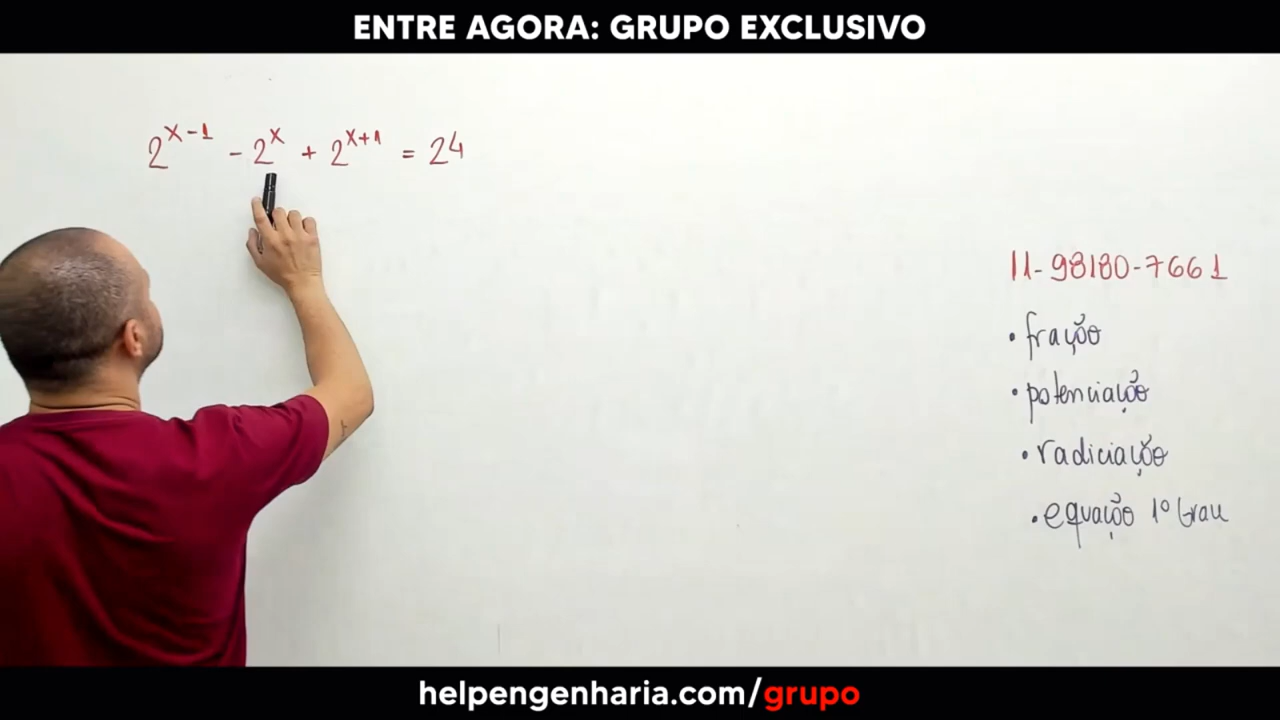 ENTRE AGORA: GRUPO EXCLUSIVO
2^{x-1} - 2^x + 2^{x+1} = 24
11-98180-7661
• fração
• potenciação
• radiciação
• equação 1º Grau
helpengenharia.com/grupo